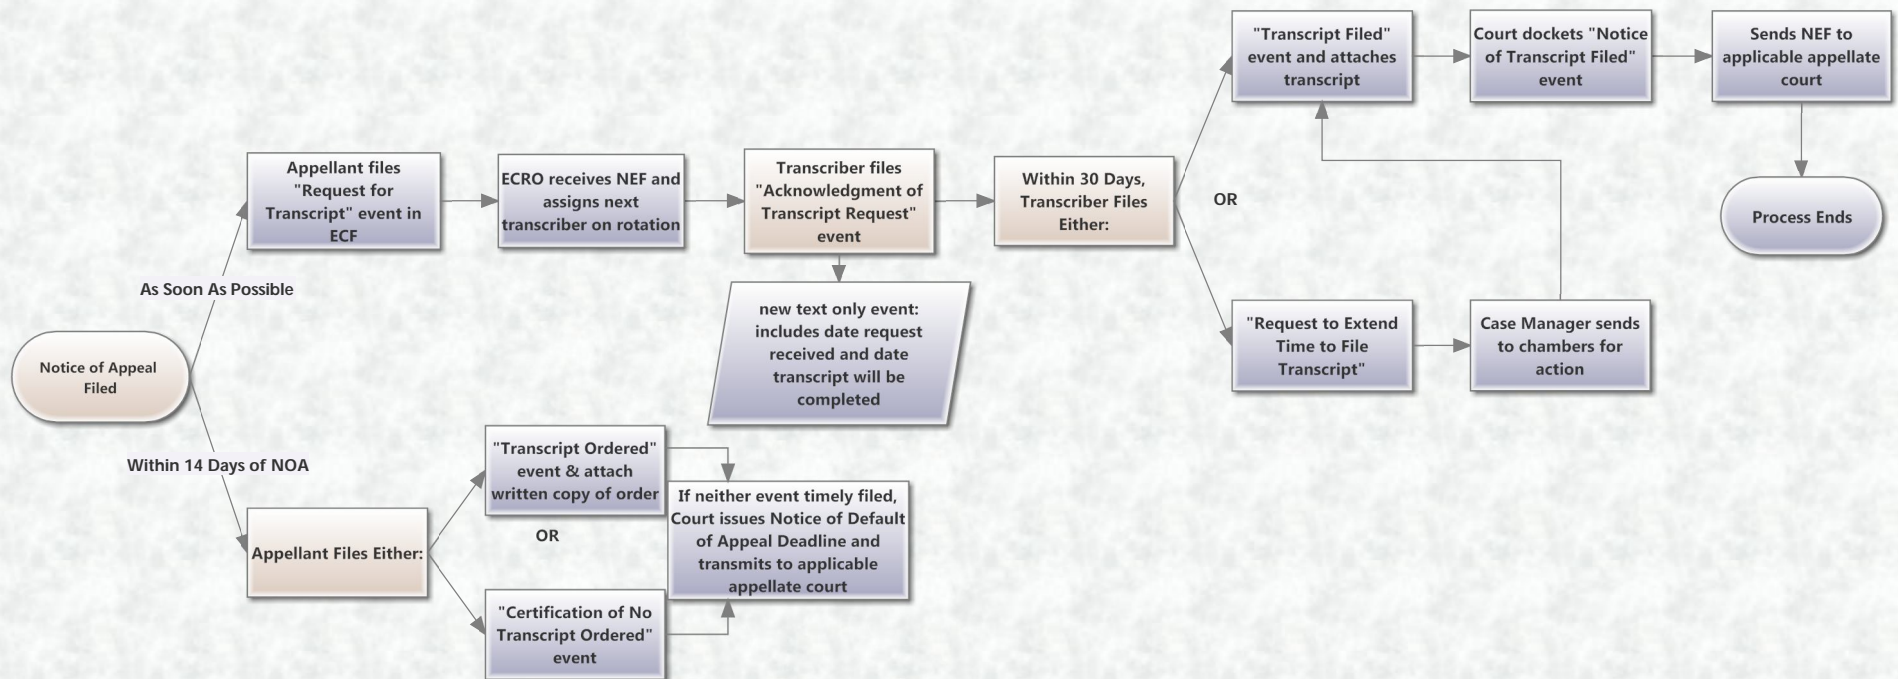 Notice of Appeal
Filed
As Soon As Possible
Within 14 Days of NOA
Appellant files
"Request for
Transcript" event in
ECF
ECRO receives NEF and
assigns next
transcriber on rotation
Transcriber files
"Acknowledgment of
Transcript Request"
event
new text only event:
includes date request
received and date
transcript will be
completed
Within 30 Days,
Transcriber Files
Either:
OR
"Transcript Filed"
event and attaches
transcript
Court dockets "Notice
of Transcript Filed"
event
Sends NEF to
applicable appellate
court
Process Ends
"Request to Extend
Time to File
Transcript"
Case Manager sends
to chambers for
action
Appellant Files Either:
"Transcript Ordered"
event & attach
written copy of order
OR
"Certification of No
Transcript Ordered"
event
If neither event timely filed,
Court issues Notice of Default
of Appeal Deadline and
transmits to applicable
appellate court